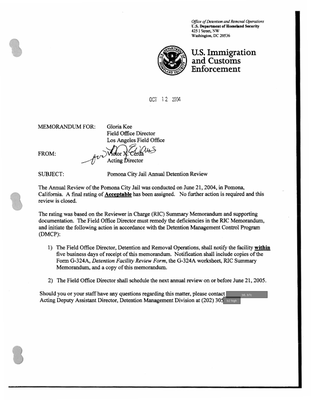 Office of Detention and Removal Operations
U.S. Department of Homeland Security
425 I Street, NW
Washington, DC 20536
U.S. Immigration
and Customs
Enforcement
OCT 12 2004
MEMORANDUM FOR: Gloria Kee
Field Office Director
Los Angeles Field Office
FROM: Victor X. Cerda
for Acting Director
SUBJECT: Pomona City Jail Annual Detention Review
The Annual Review of the Pomona City Jail was conducted on June 21, 2004, in Pomona,
California. A final rating of Acceptable has been assigned. No further action is required and this
review is closed.
The rating was based on the Reviewer in Charge (RIC) Summary Memorandum and supporting
documentation. The Field Office Director must remedy the deficiencies in the RIC Memorandum,
and initiate the following action in accordance with the Detention Management Control Program
(DMCP):
1) The Field Office Director, Detention and Removal Operations, shall notify the facility within
five business days of receipt of this memorandum. Notification shall include copies of the
Form G-324A, Detention Facility Review Form, the G-324A worksheet, RIC Summary
Memorandum, and a copy of this memorandum.
2) The Field Office Director shall schedule the next annual review on or before June 21, 2005.
Should you or your staff have any questions regarding this matter, please contact
Acting Deputy Assistant Director, Detention Management Division at (202) 305